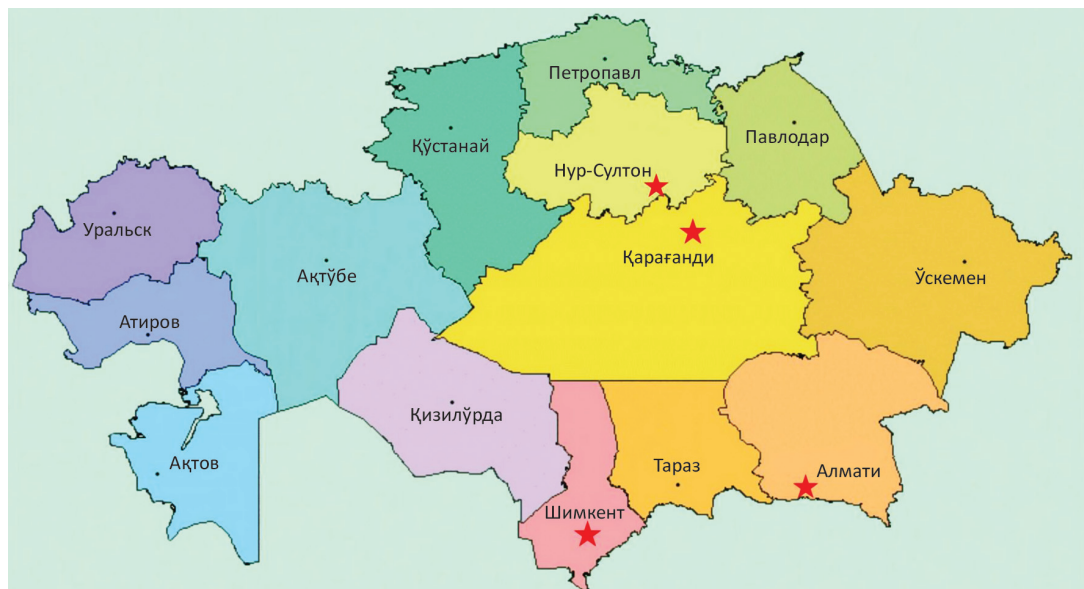 Петропавл
Қўстанай
Павлодар
Нур-Султон
Уральск
Қарағанди
Ақтўбе
Ўскемен
Атиров
Қизилўрда
Ақтов
Тараз
Алмати
Шимкент